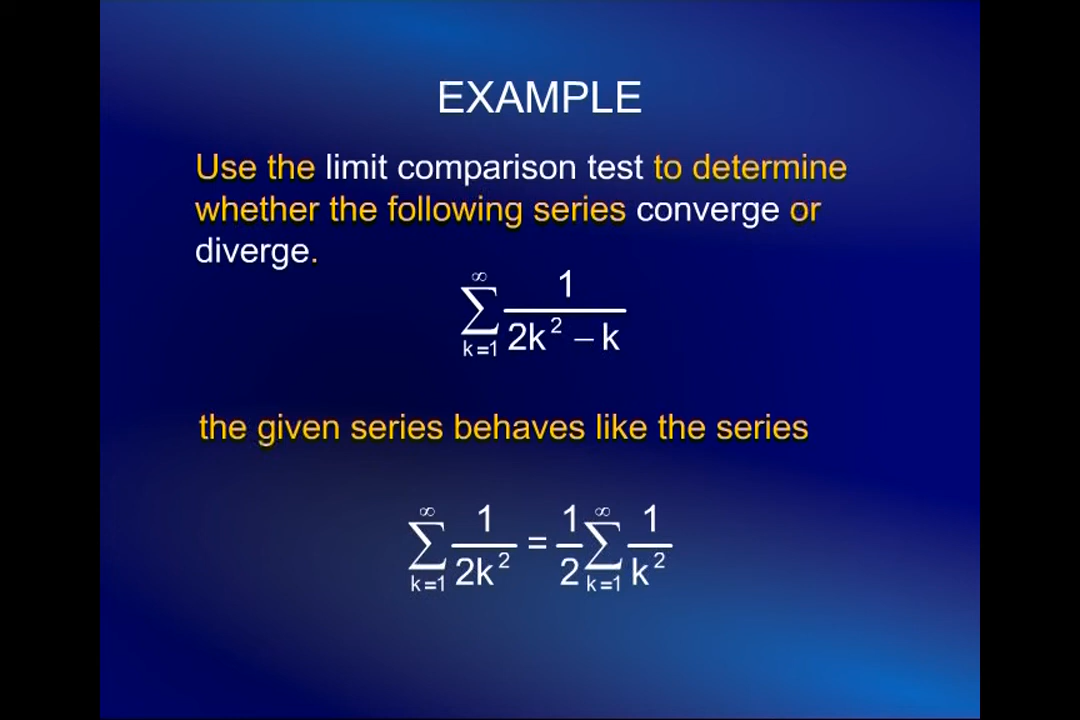 EXAMPLE
Use the limit comparison test to determine
whether the following series converge or
diverge.
∞ ∑ k=1 1 / 2k² – k
the given series behaves like the series
∞ ∑ k=1 1 / 2k² = 1 / 2 ∞ ∑ k=1 1 / k²